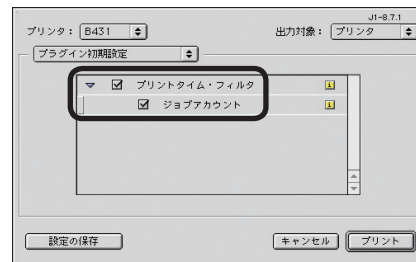 J1-8.7.1
プリンタ： B431 出力対象： プリンタ
プラグイン初期設定
プリントタイム・フィルタ
ジョブアカウント
設定の保存 キャンセル プリント